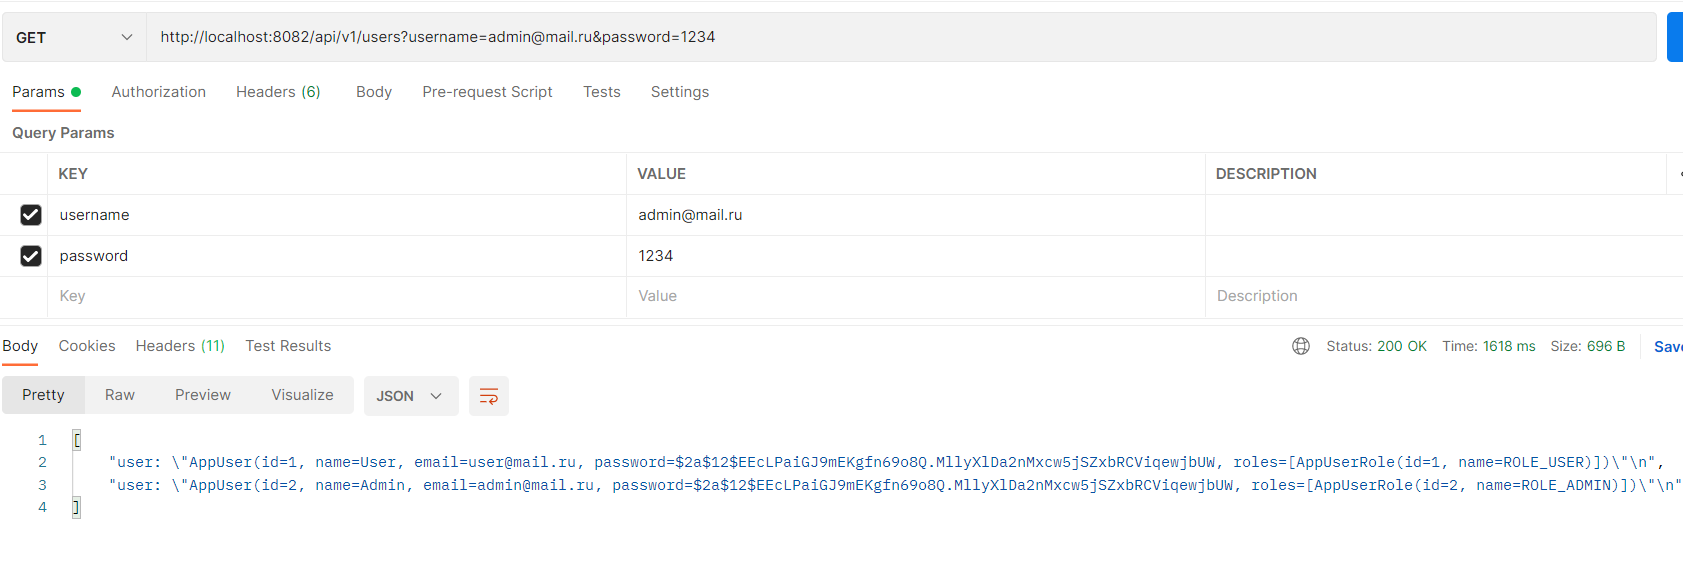 GET http://localhost:8082/api/v1/users?username=admin@mail.ru&password=1234
Params Authorization Headers (6) Body Pre-request Script Tests Settings
Query Params
KEY VALUE DESCRIPTION
username admin@mail.ru
password 1234
Key Value Description
Body Cookies Headers (11) Test Results Status: 200 OK Time: 1618 ms Size: 696 B Save
Pretty Raw Preview Visualize JSON
1 [
2 "user: \"AppUser(id=1, name=User, email=user@mail.ru, password=$2a$12$EEcLPaiGJ9mEKgfn69o8Q.MllyXlDa2nMxcw5jSZxbRCViqewjbUW, roles=[AppUserRole(id=1, name=ROLE_USER)])\"\n",
3 "user: \"AppUser(id=2, name=Admin, email=admin@mail.ru, password=$2a$12$EEcLPaiGJ9mEKgfn69o8Q.MllyXlDa2nMxcw5jSZxbRCViqewjbUW, roles=[AppUserRole(id=2, name=ROLE_ADMIN)])\"\n"
4 ]